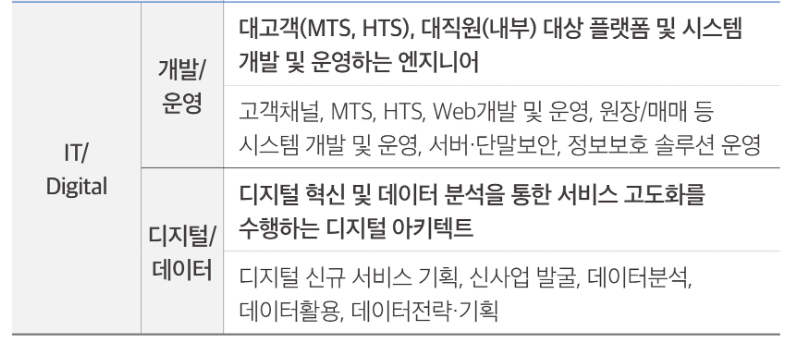 IT/
Digital
개발/
운영
대고객(MTS, HTS), 대직원(내부) 대상 플랫폼 및 시스템
개발 및 운영하는 엔지니어
고객채널, MTS, HTS, Web개발 및 운영, 원장/매매 등
시스템 개발 및 운영, 서버·단말보안, 정보보호 솔루션 운영
디지털/
데이터
디지털 혁신 및 데이터 분석을 통한 서비스 고도화를
수행하는 디지털 아키텍트
디지털 신규 서비스 기획, 신사업 발굴, 데이터분석,
데이터활용, 데이터전략·기획